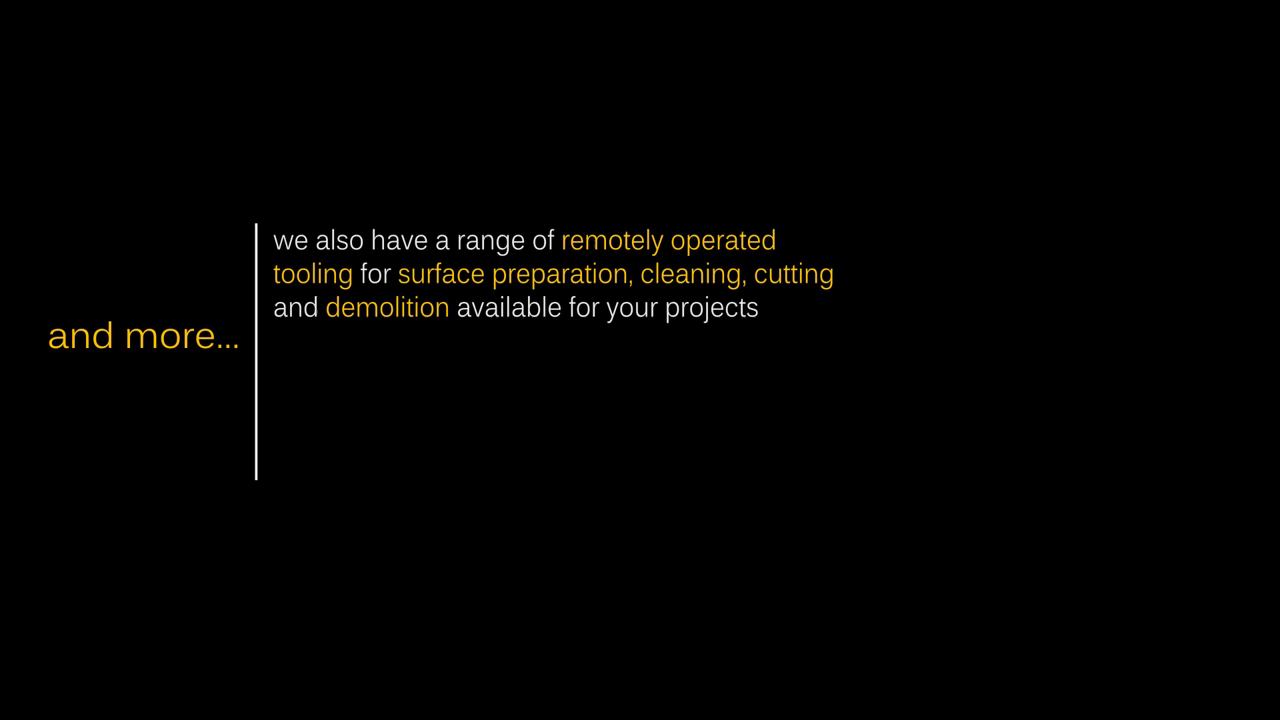 and more...
we also have a range of remotely operated
tooling for surface preparation, cleaning, cutting
and demolition available for your projects